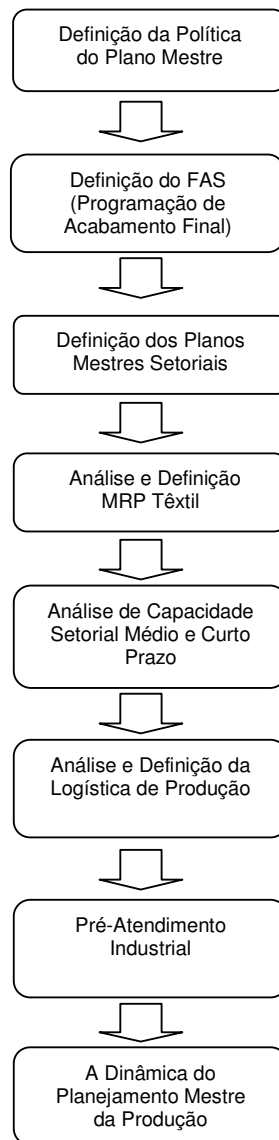 Definição da Política
do Plano Mestre
Definição do FAS
(Programação de
Acabamento Final)
Definição dos Planos
Mestres Setoriais
Análise e Definição
MRP Têxtil
Análise de Capacidade
Setorial Médio e Curto
Prazo
Análise e Definição da
Logística de Produção
Pré-Atendimento
Industrial
A Dinâmica do
Planejamento Mestre
da Produção